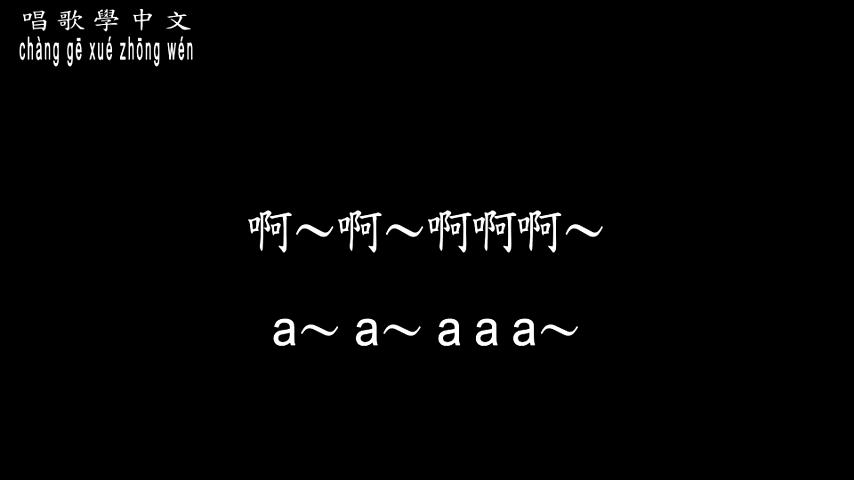 唱歌學中文
chàng gē xué zhōng wén
啊～啊～啊啊啊～
a～ a～ a a a～